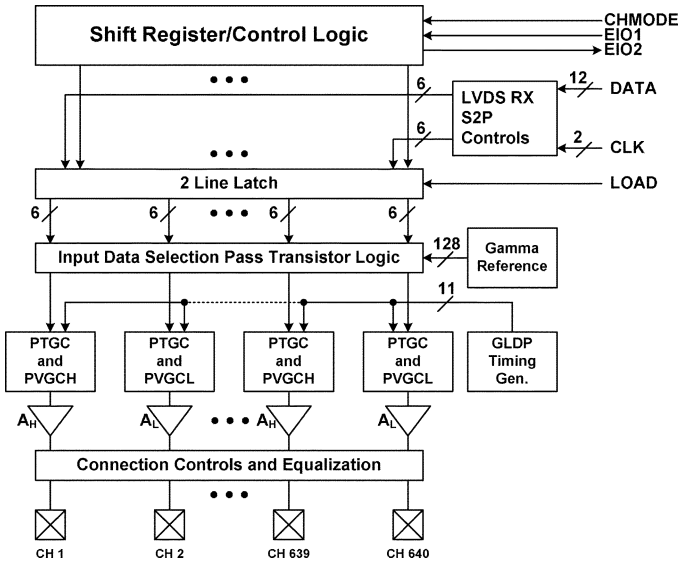 Shift Register/Control Logic
CHMODE
EIO1
EIO2
6
LVDS RX
S2P
Controls
12
DATA
6
2
CLK
2 Line Latch
LOAD
6
6
6
6
Input Data Selection Pass Transistor Logic
128
Gamma
Reference
11
PTGC
and
PVGCH
PTGC
and
PVGCL
PTGC
and
PVGCH
PTGC
and
PVGCL
GLDP
Timing
Gen.
AH
AL
AH
AL
Connection Controls and Equalization
CH 1
CH 2
CH 639
CH 640